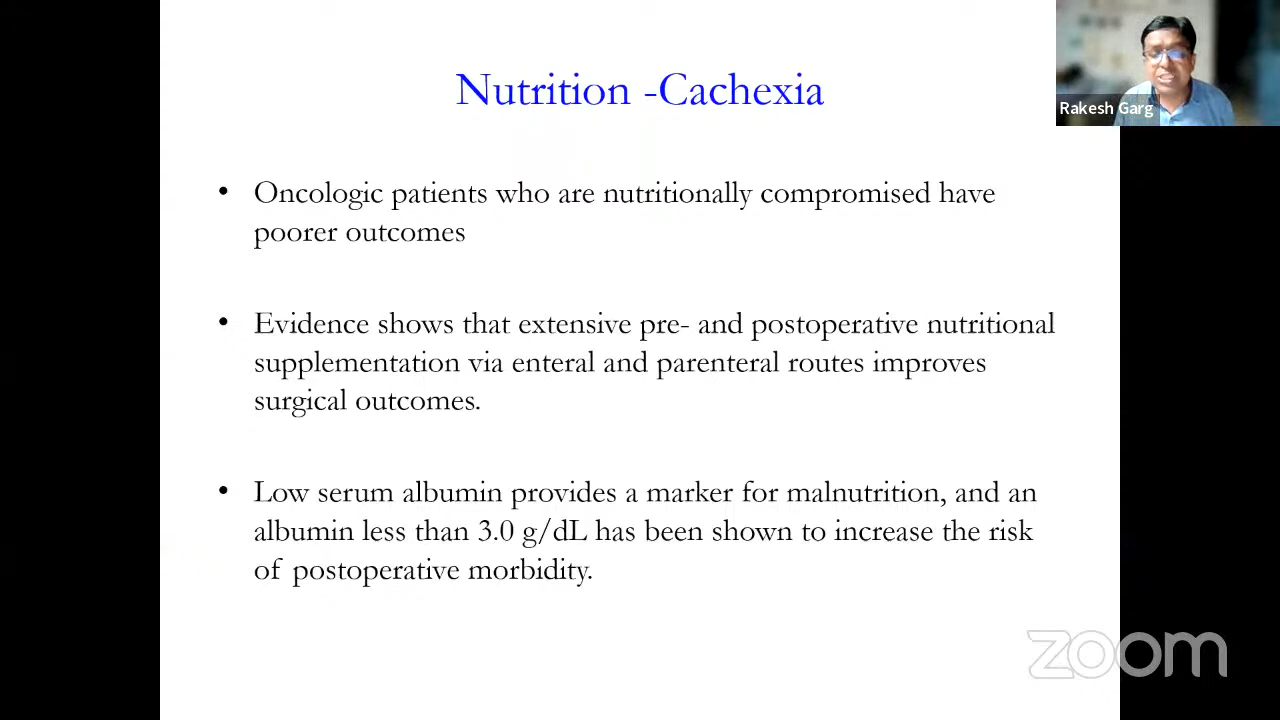 Nutrition -Cachexia
Rakesh Garg
• Oncologic patients who are nutritionally compromised have
poorer outcomes
• Evidence shows that extensive pre- and postoperative nutritional
supplementation via enteral and parenteral routes improves
surgical outcomes.
• Low serum albumin provides a marker for malnutrition, and an
albumin less than 3.0 g/dL has been shown to increase the risk
of postoperative morbidity.
zoom